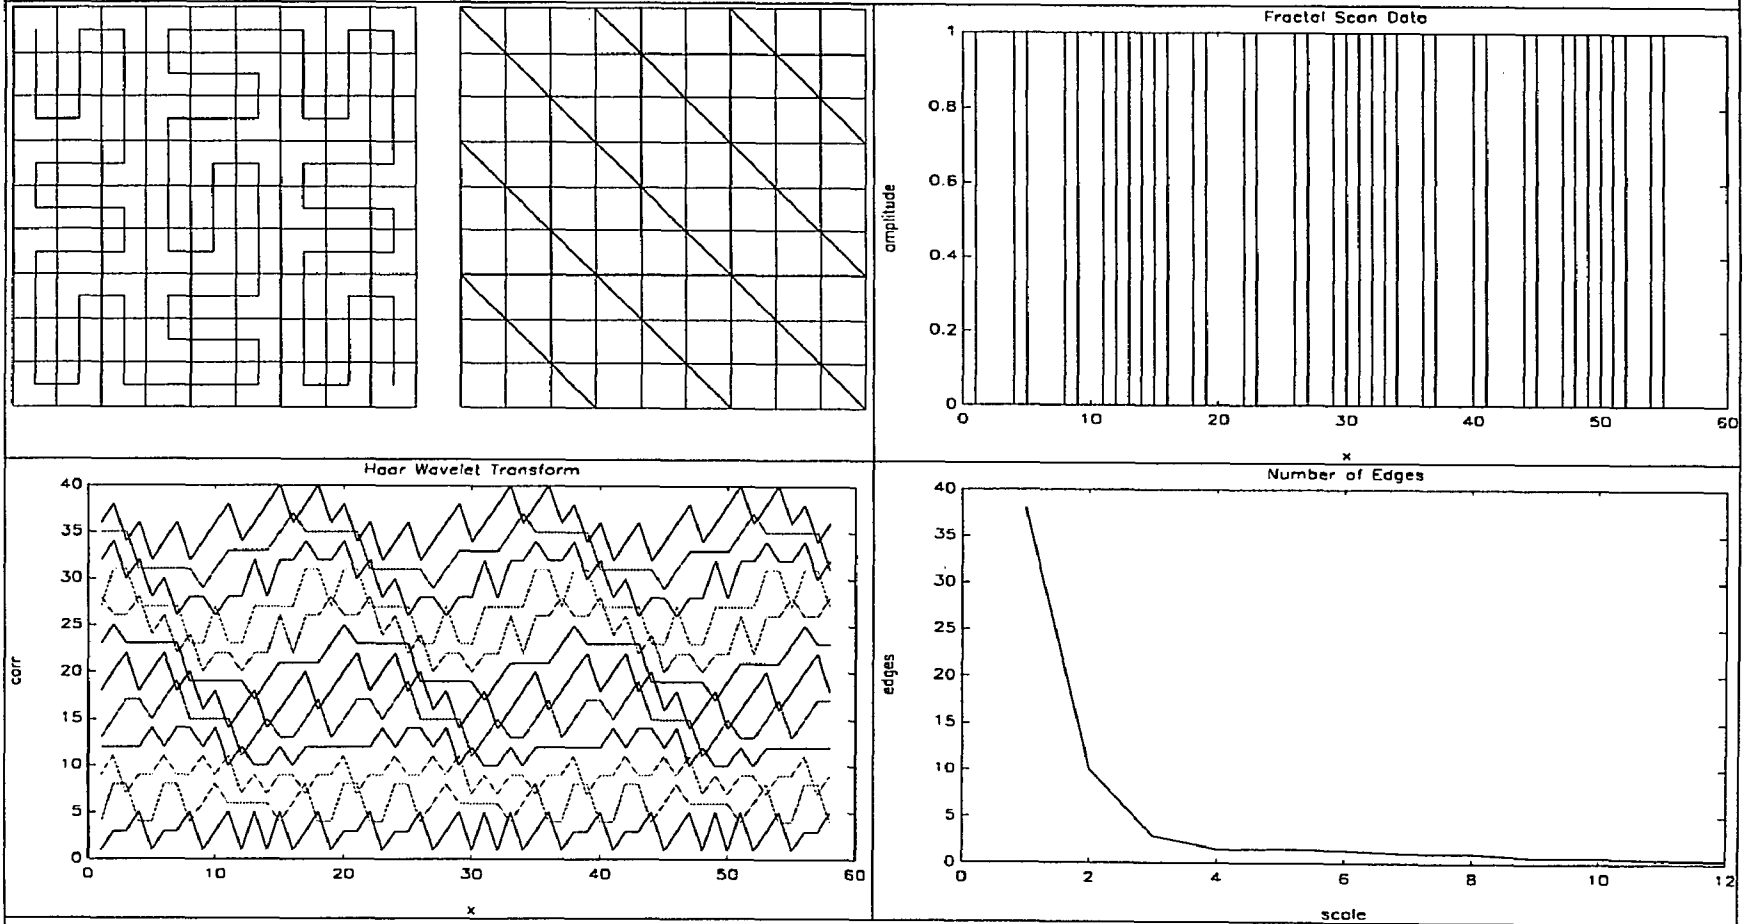 Fractal Scan Data
1
0.8
0.6
0.4
0.2
0
amplitude
0 10 20 30 40 50 60
x
Haar Wavelet Transform
40
35
30
25
20
15
10
5
0
corr
0 10 20 30 40 50 60
x
Number of Edges
40
35
30
25
20
15
10
5
0
edges
0 2 4 6 8 10 12
scale